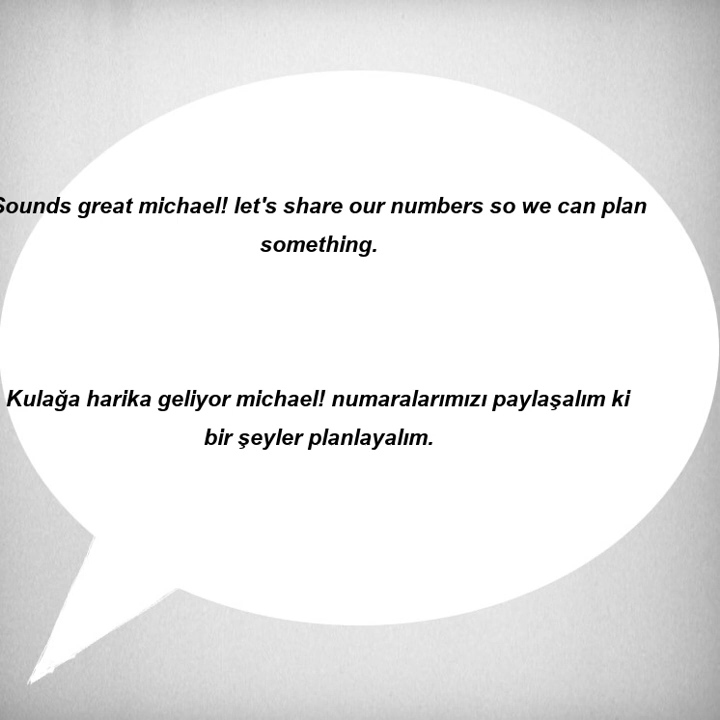 Sounds great michael! let's share our numbers so we can plan
something.
Kulağa harika geliyor michael! numaralarımızı paylaşalım ki
bir şeyler planlayalım.